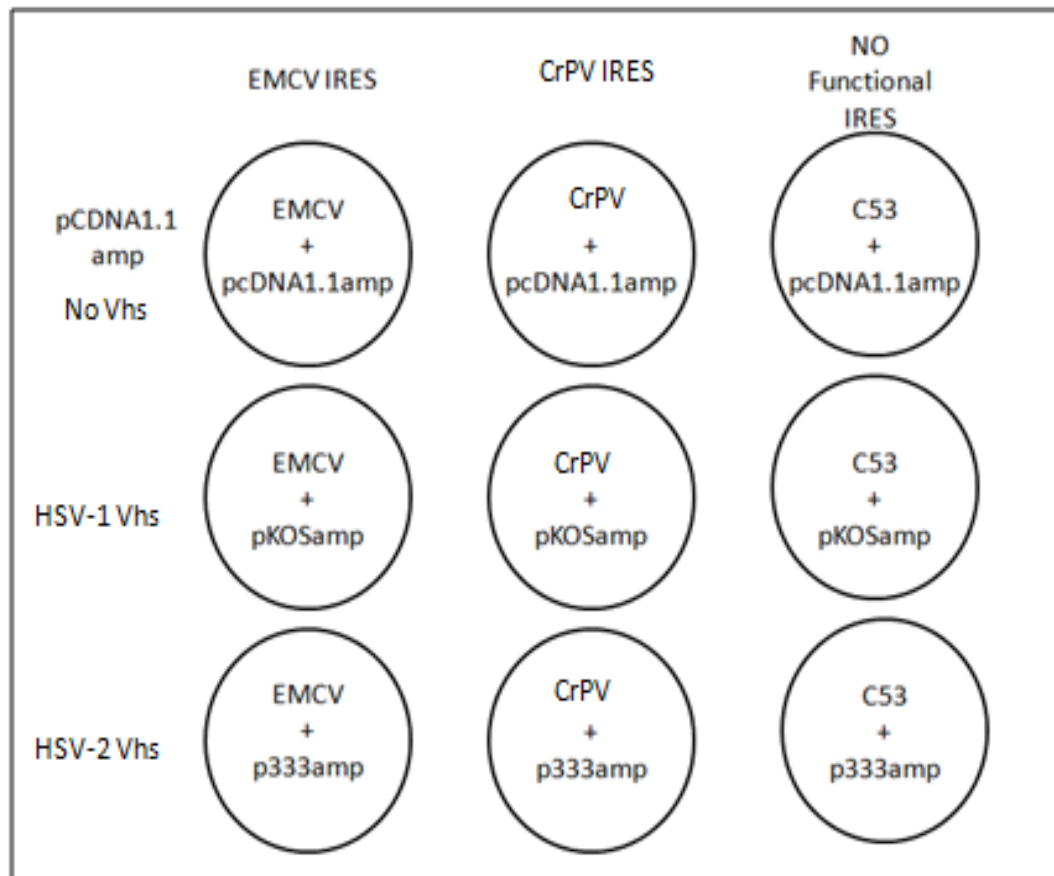 EMCV IRES
CrPV IRES
NO
Functional
IRES
pCDNA1.1
amp
No Vhs
EMCV
+
pcDNA1.1amp
CrPV
+
pcDNA1.1amp
C53
+
pcDNA1.1amp
HSV-1 Vhs
EMCV
+
pKOSamp
CrPV
+
pKOSamp
C53
+
pKOSamp
HSV-2 Vhs
EMCV
+
p333amp
CrPV
+
p333amp
C53
+
p333amp